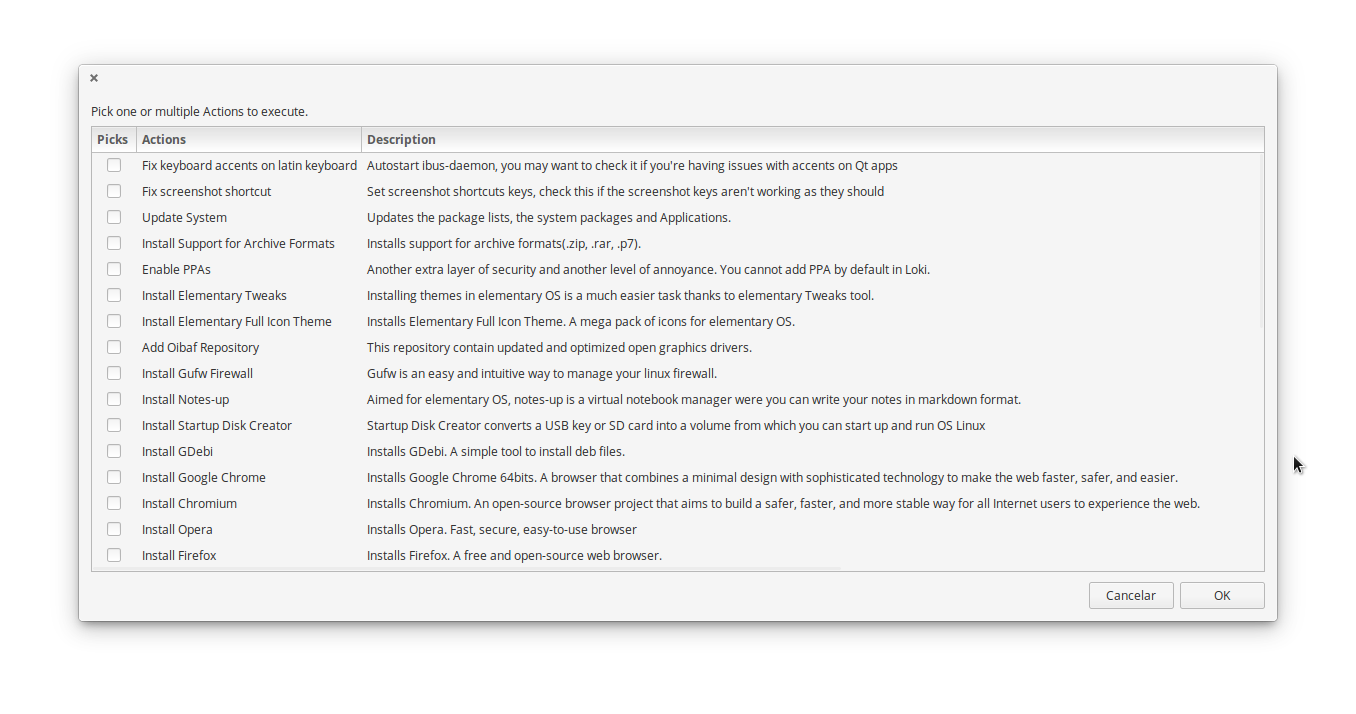 Pick one or multiple Actions to execute.
Picks Actions Description
Fix keyboard accents on latin keyboard Autostart ibus-daemon, you may want to check it if you're having issues with accents on Qt apps
Fix screenshot shortcut Set screenshot shortcuts keys, check this if the screenshot keys aren't working as they should
Update System Updates the package lists, the system packages and Applications.
Install Support for Archive Formats Installs support for archive formats(.zip, .rar, .p7).
Enable PPAs Another extra layer of security and another level of annoyance. You cannot add PPA by default in Loki.
Install Elementary Tweaks Installing themes in elementary OS is a much easier task thanks to elementary Tweaks tool.
Install Elementary Full Icon Theme Installs Elementary Full Icon Theme. A mega pack of icons for elementary OS.
Add Oibaf Repository This repository contain updated and optimized open graphics drivers.
Install Gufw Firewall Gufw is an easy and intuitive way to manage your linux firewall.
Install Notes-up Aimed for elementary OS, notes-up is a virtual notebook manager were you can write your notes in markdown format.
Install Startup Disk Creator Startup Disk Creator converts a USB key or SD card into a volume from which you can start up and run OS Linux
Install GDebi Installs GDebi. A simple tool to install deb files.
Install Google Chrome Installs Google Chrome 64bits. A browser that combines a minimal design with sophisticated technology to make the web faster, safer, and easier.
Install Chromium Installs Chromium. An open-source browser project that aims to build a safer, faster, and more stable way for all Internet users to experience the web.
Install Opera Installs Opera. Fast, secure, easy-to-use browser
Install Firefox Installs Firefox. A free and open-source web browser.
Cancelar OK